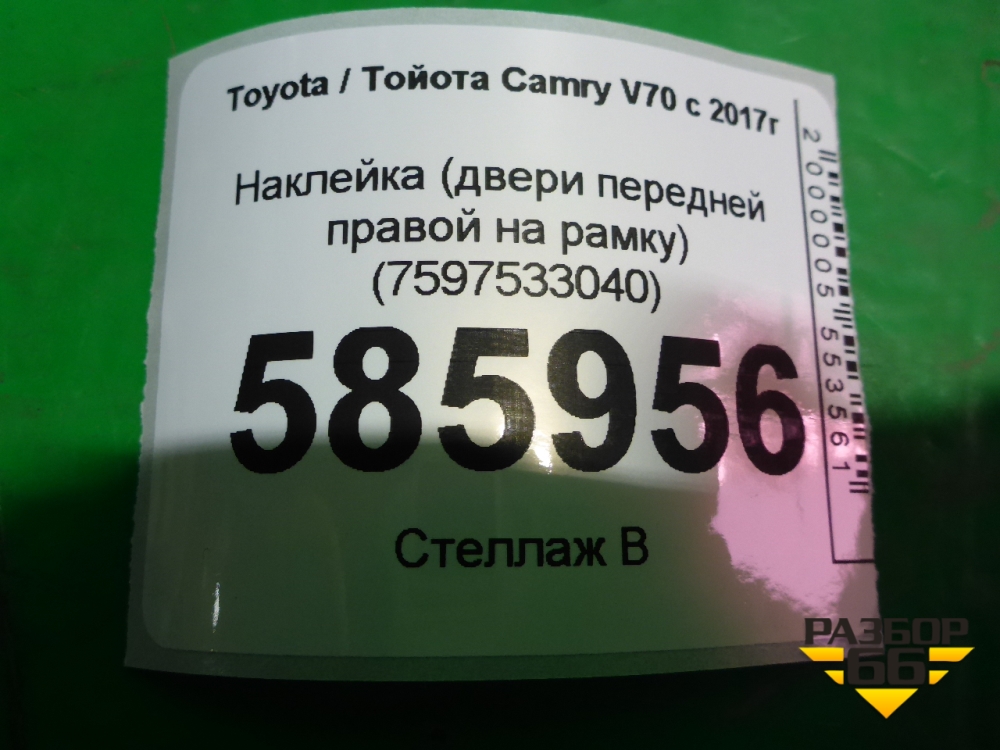 Toyota / Тойота Camry V70 с 2017г
Наклейка (двери передней
правой на рамку)
(7597533040)
585956
Стеллаж В
2000005553561
РАЗБОР
66